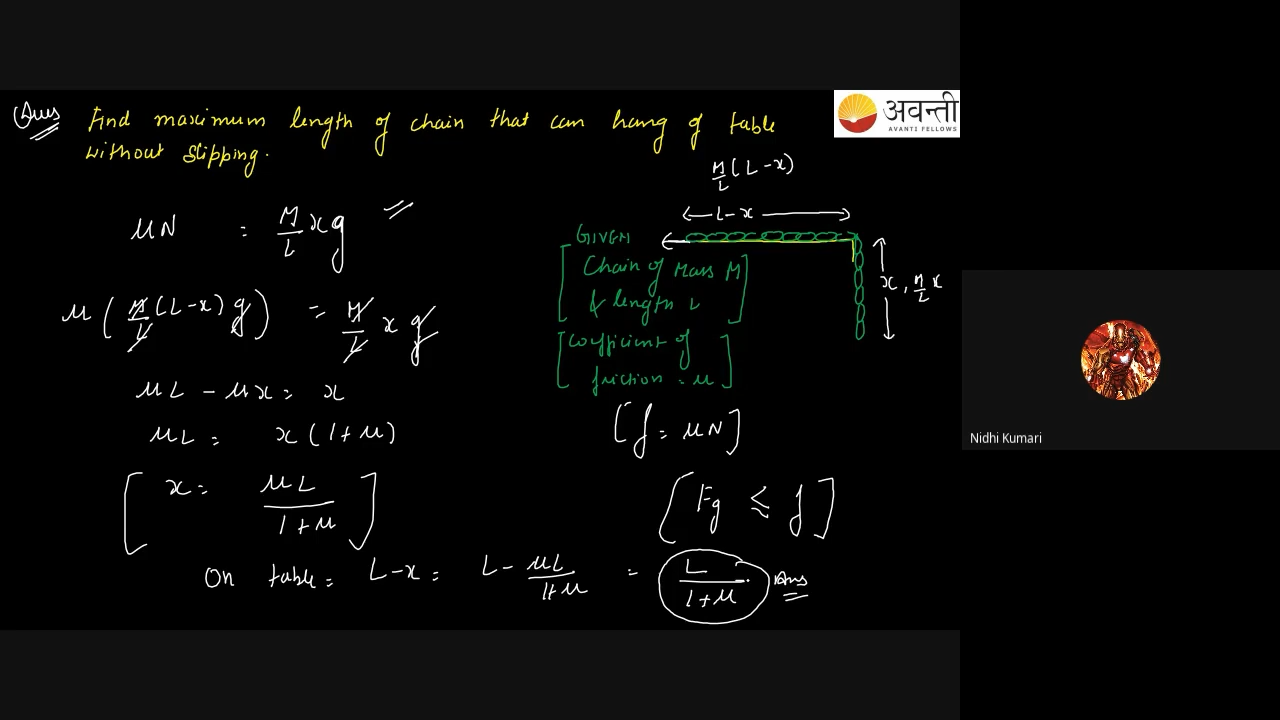 Ques Find maximum length of chain that can hang of table
without slipping.
अवन्ती
AVANTI FELLOWS
M/L (L-x)
L-x
μN = M/L xg
GIVEN
[Chain of Mass M
& length L]
x, M/L x
[coefficient of
friction = μ]
μ ( M/L (L-x) g ) = M/L x g
μL - μx = x
μL = x(1+μ)
[f = μN]
[x = μL/1+μ]
[Fg ≤ f]
On table = L-x = L - μL/1+μ = L/1+μ Ans
Nidhi Kumari